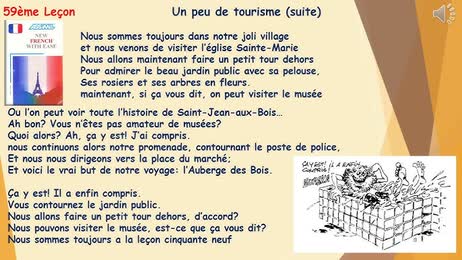 59ème Leçon
Un peu de tourisme (suite)
ASSiMiL
NEW
FRENCH
WITH EASE
Nous sommes toujours dans notre joli village
et nous venons de visiter l'église Sainte-Marie
Nous allons maintenant faire un petit tour dehors
Pour admirer le beau jardin public avec sa pelouse,
Ses rosiers et ses arbres en fleurs.
maintenant, si ça vous dit, on peut visiter le musée
Ou l'on peut voir toute l'histoire de Saint-Jean-aux-Bois...
Ah bon? Vous n'êtes pas amateur de musées?
Quoi alors? Ah, ça y est! J'ai compris.
nous continuons alors notre promenade, contournant le poste de police,
Et nous nous dirigeons vers la place du marché;
Et voici le vrai but de notre voyage: l'Auberge des Bois.
ÇA Y EST! IL A ENFIN
COMPRIS!
Ça y est! Il a enfin compris.
Vous contournez le jardin public.
Nous allons faire un petit tour dehors, d'accord?
Nous pouvons visiter le musée, est-ce que ça vous dit?
Nous sommes toujours a la leçon cinquante neuf